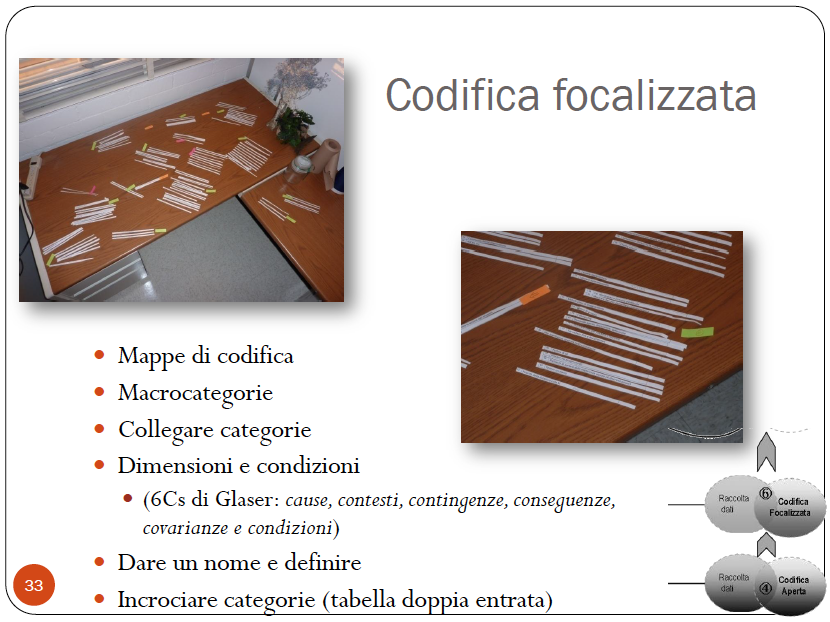 Codifica focalizzata
• Mappe di codifica
• Macrocategorie
• Collegare categorie
• Dimensioni e condizioni
• (6Cs di Glaser: cause, contesti, contingenze, conseguenze,
covarianze e condizioni)
• Dare un nome e definire
• Incrociare categorie (tabella doppia entrata)
33
Raccolta
dati
⑥
Codifica
Focalizzata
Raccolta
dati
④
Codifica
Aperta